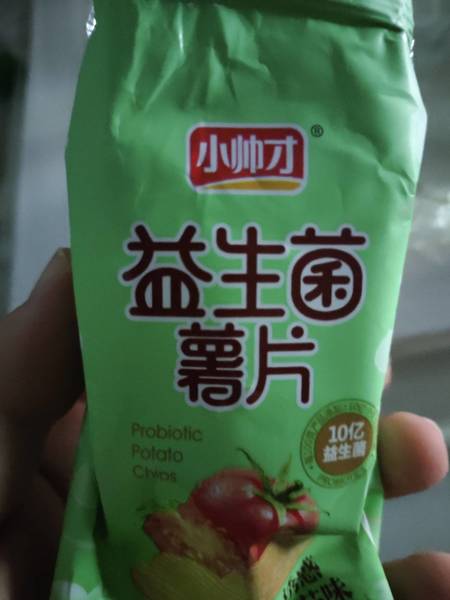 小帅才®
益生菌
薯片
Probiotic
Potato
Chips
10亿
益生菌